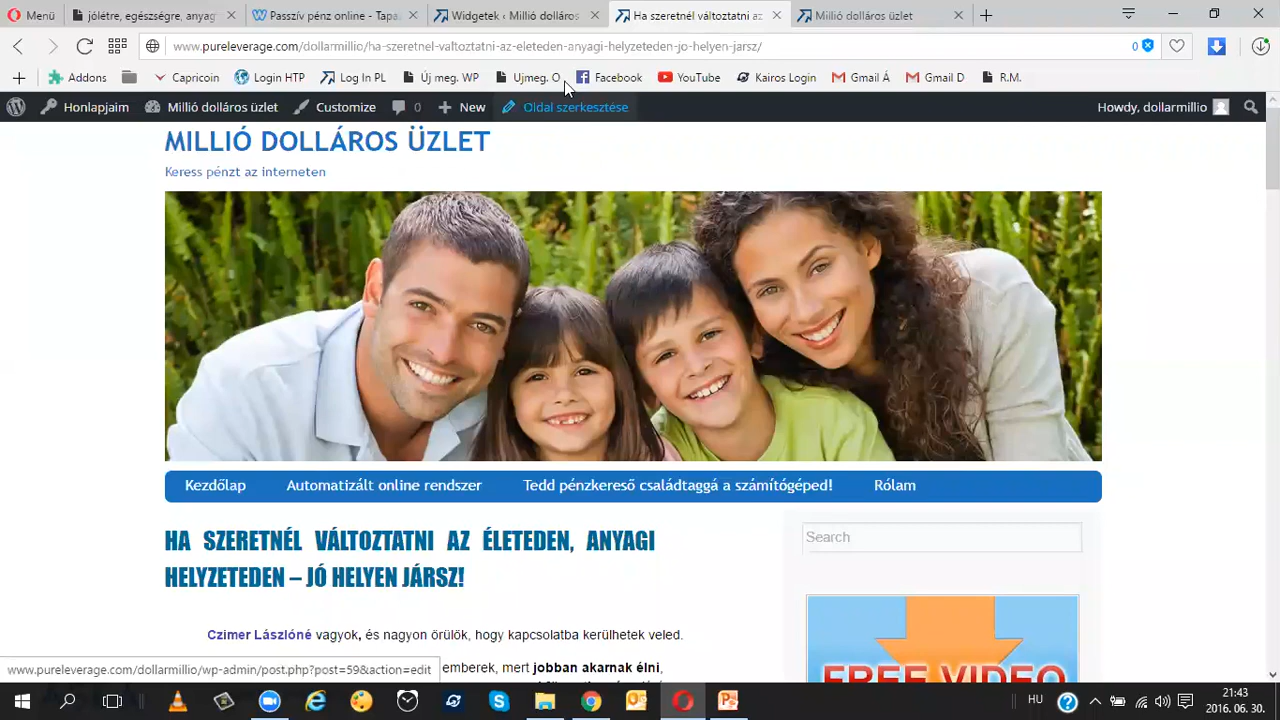 Menü
jólétre, egészségre, anyag
Passzív pénz online - Tapa
Widgetek ‹ Millió dolláros
Ha szeretnél változtatni az
Millió dolláros üzlet
www.pureleverage.com/dollarmillio/ha-szeretnel-valtoztatni-az-eleteden-anyagi-helyzeteden-jo-helyen-jarsz/
0
Addons
Capricoin
Login HTP
Log In PL
Új meg. WP
Ujmeg. O
Facebook
YouTube
Kairos Login
Gmail Á
Gmail D
R.M.
Honlapjaim
Millió dolláros üzlet
Customize
0
New
Oldal szerkesztése
Howdy, dollarmillio
MILLIÓ DOLLÁROS ÜZLET
Keress pénzt az interneten
Kezdőlap
Automatizált online rendszer
Tedd pénzkereső családtaggá a számítógéped!
Rólam
HA SZERETNÉL VÁLTOZTATNI AZ ÉLETEDEN, ANYAGI
HELYZETEDEN – JÓ HELYEN JÁRSZ!
Search
Czimer Lászlóné vagyok, és nagyon örülök, hogy kapcsolatba kerülhetek veled.
emberek, mert jobban akarnak élni,
FREE VIDEO
www.pureleverage.com/dollarmillio/wp-admin/post.php?post=59&action=edit
HU
21:43
2016. 06. 30.